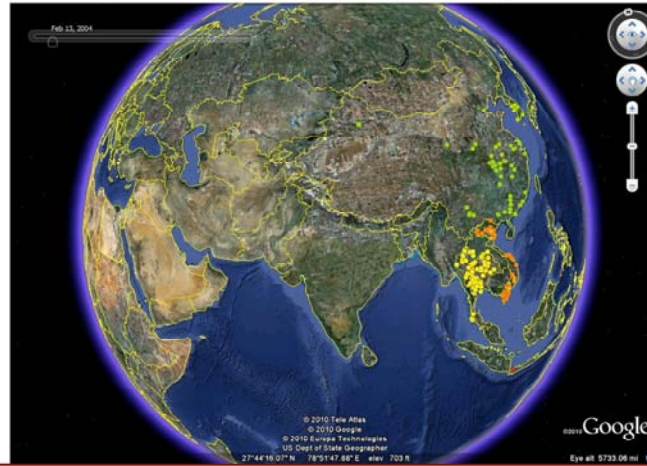 Feb 13, 2004
N
© 2010 Tele Atlas
© 2010 Google
© 2010 Europa Technologies
US Dept of State Geographer
©2010 Google
27°44'16.07" N 78°51'47.68" E elev 703 ft
Eye alt 5733.06 mi